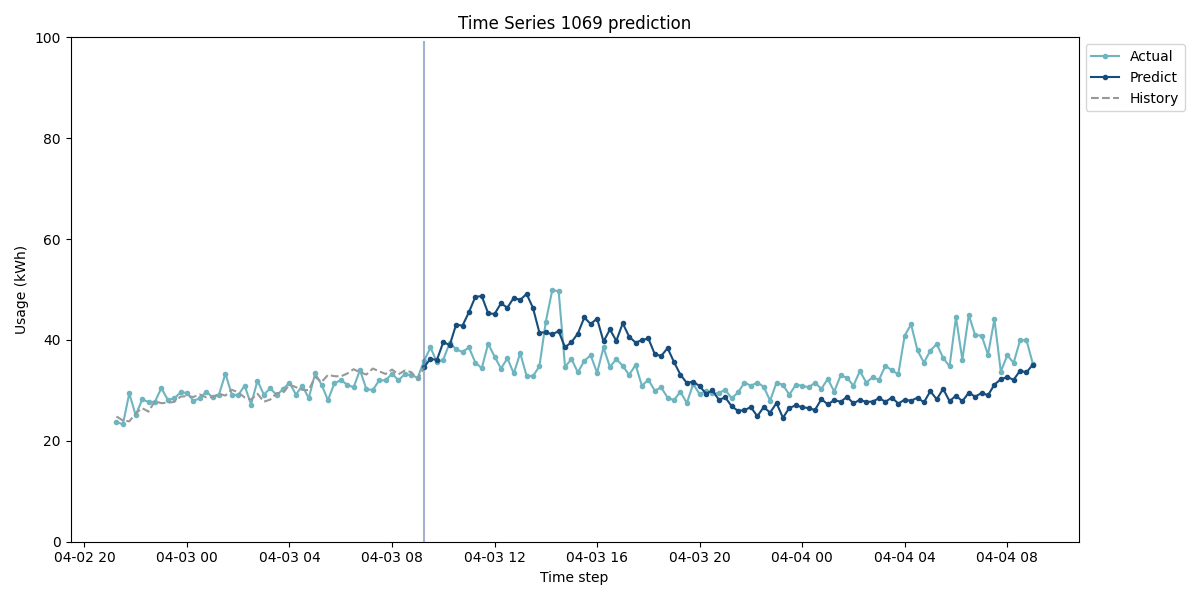 Time Series 1069 prediction
100
80
60
40
20
0
Usage (kWh)
04-02 20
04-03 00
04-03 04
04-03 08
04-03 12
04-03 16
04-03 20
04-04 00
04-04 04
04-04 08
Time step
Actual
Predict
History